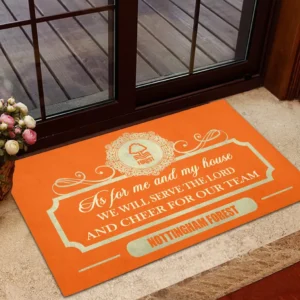 As for me and my house
WE WILL SERVE THE LORD
AND CHEER FOR OUR TEAM
NOTTINGHAM FOREST